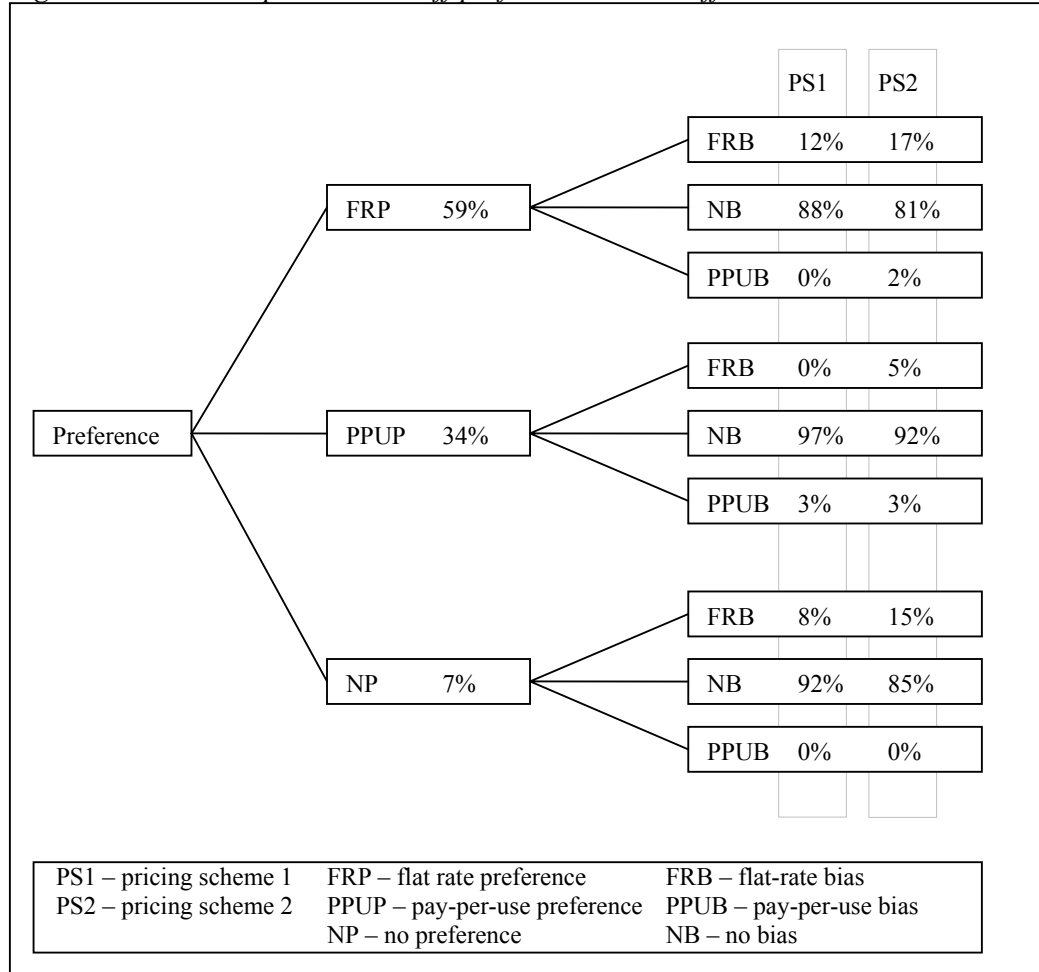 PS1 PS2
FRB 12% 17%
FRP 59%
NB 88% 81%
PPUB 0% 2%
FRB 0% 5%
Preference
PPUP 34%
NB 97% 92%
PPUB 3% 3%
FRB 8% 15%
NP 7%
NB 92% 85%
PPUB 0% 0%
PS1 – pricing scheme 1 FRP – flat rate preference FRB – flat-rate bias
PS2 – pricing scheme 2 PPUP – pay-per-use preference PPUB – pay-per-use bias
NP – no preference NB – no bias